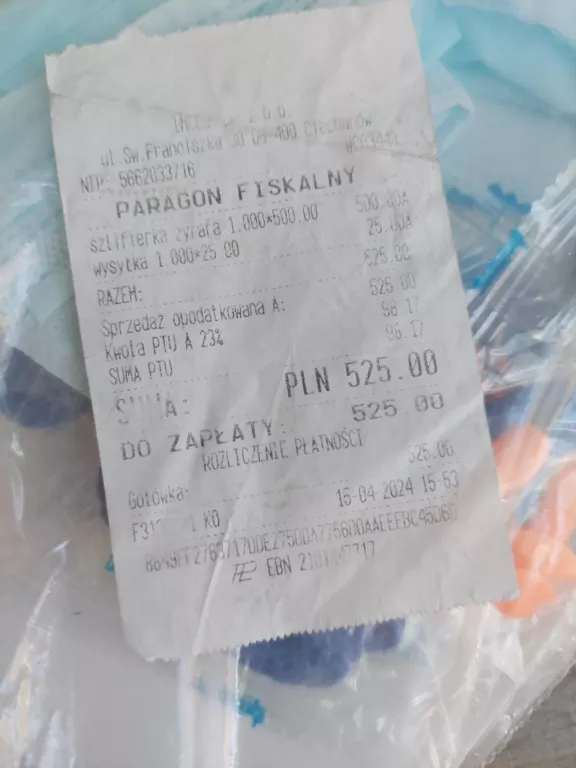 ul.Św.Franciszka 06-400 Ciechanów
NIP: 5662033716
PARAGON FISKALNY
szlifierka żyrafa 1.000*500.00 500.00A
wysyłka 1.000*25.00 25.00A
RAZEM: 525.00
Sprzedaż opodatkowana A: 525.00
Kwota PTU A 23% 98.17
SUMA PTU 98.17
SUMA: PLN 525.00
DO ZAPŁATY: 525.00
ROZLICZENIE PŁATNOŚCI
Gotówka: 525.00
15-04-2024 15:53
EBN